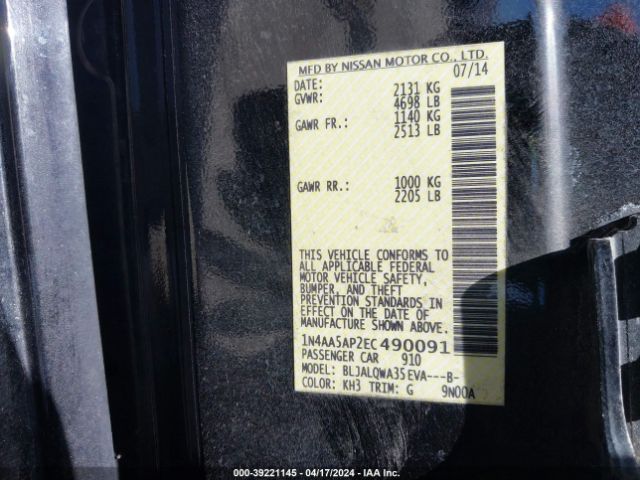 MFD BY NISSAN MOTOR CO., LTD.
DATE: 07/14
GVWR: 2131 KG
4698 LB
GAWR FR.: 1140 KG
2513 LB
GAWR RR.: 1000 KG
2205 LB
THIS VEHICLE CONFORMS TO
ALL APPLICABLE FEDERAL
MOTOR VEHICLE SAFETY,
BUMPER, AND THEFT
PREVENTION STANDARDS IN
EFFECT ON THE DATE OF
MANUFACTURE SHOWN ABOVE.
1N4AA5AP2EC490091
PASSENGER CAR 910
MODEL: BLJALQWA35EVA---B-
COLOR: KH3 TRIM: G 9N00A
000-39221145 - 04/17/2024 - IAA Inc.